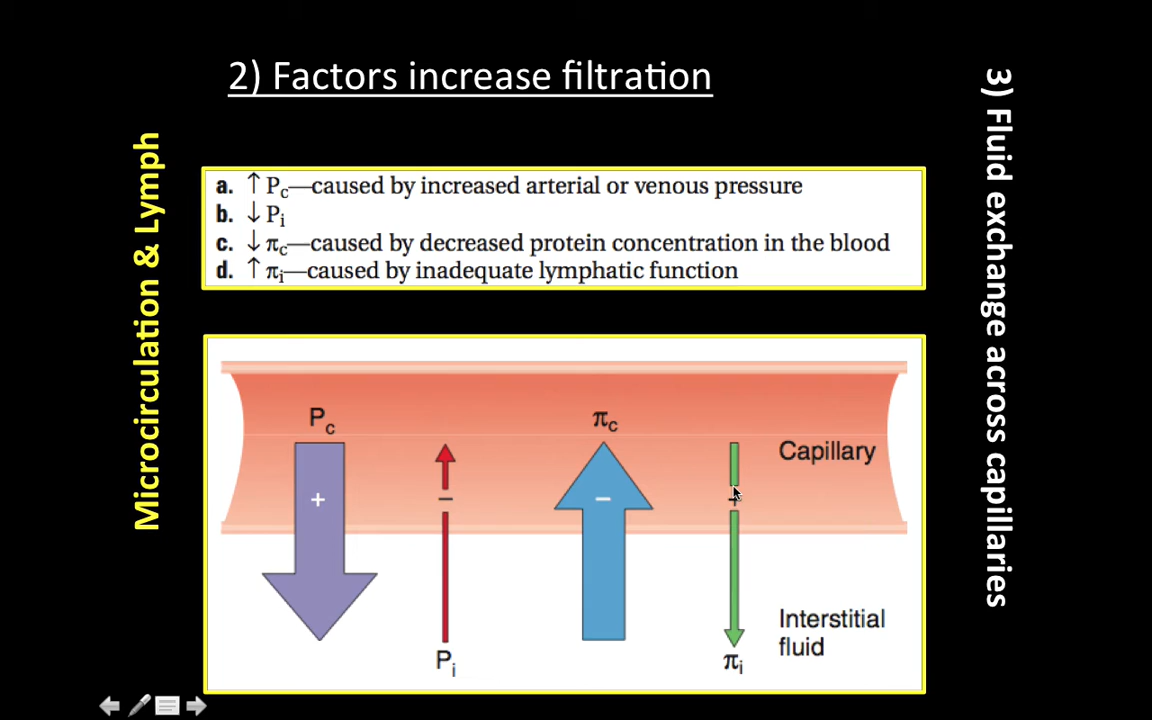 2) Factors increase filtration
Microcirculation & Lymph
3) Fluid exchange across capillaries
a. ↑ Pc—caused by increased arterial or venous pressure
b. ↓ Pi
c. ↓ πc—caused by decreased protein concentration in the blood
d. ↑ πi—caused by inadequate lymphatic function
Pc
πc
Capillary
+
−
−
+
Interstitial
fluid
Pi
πi